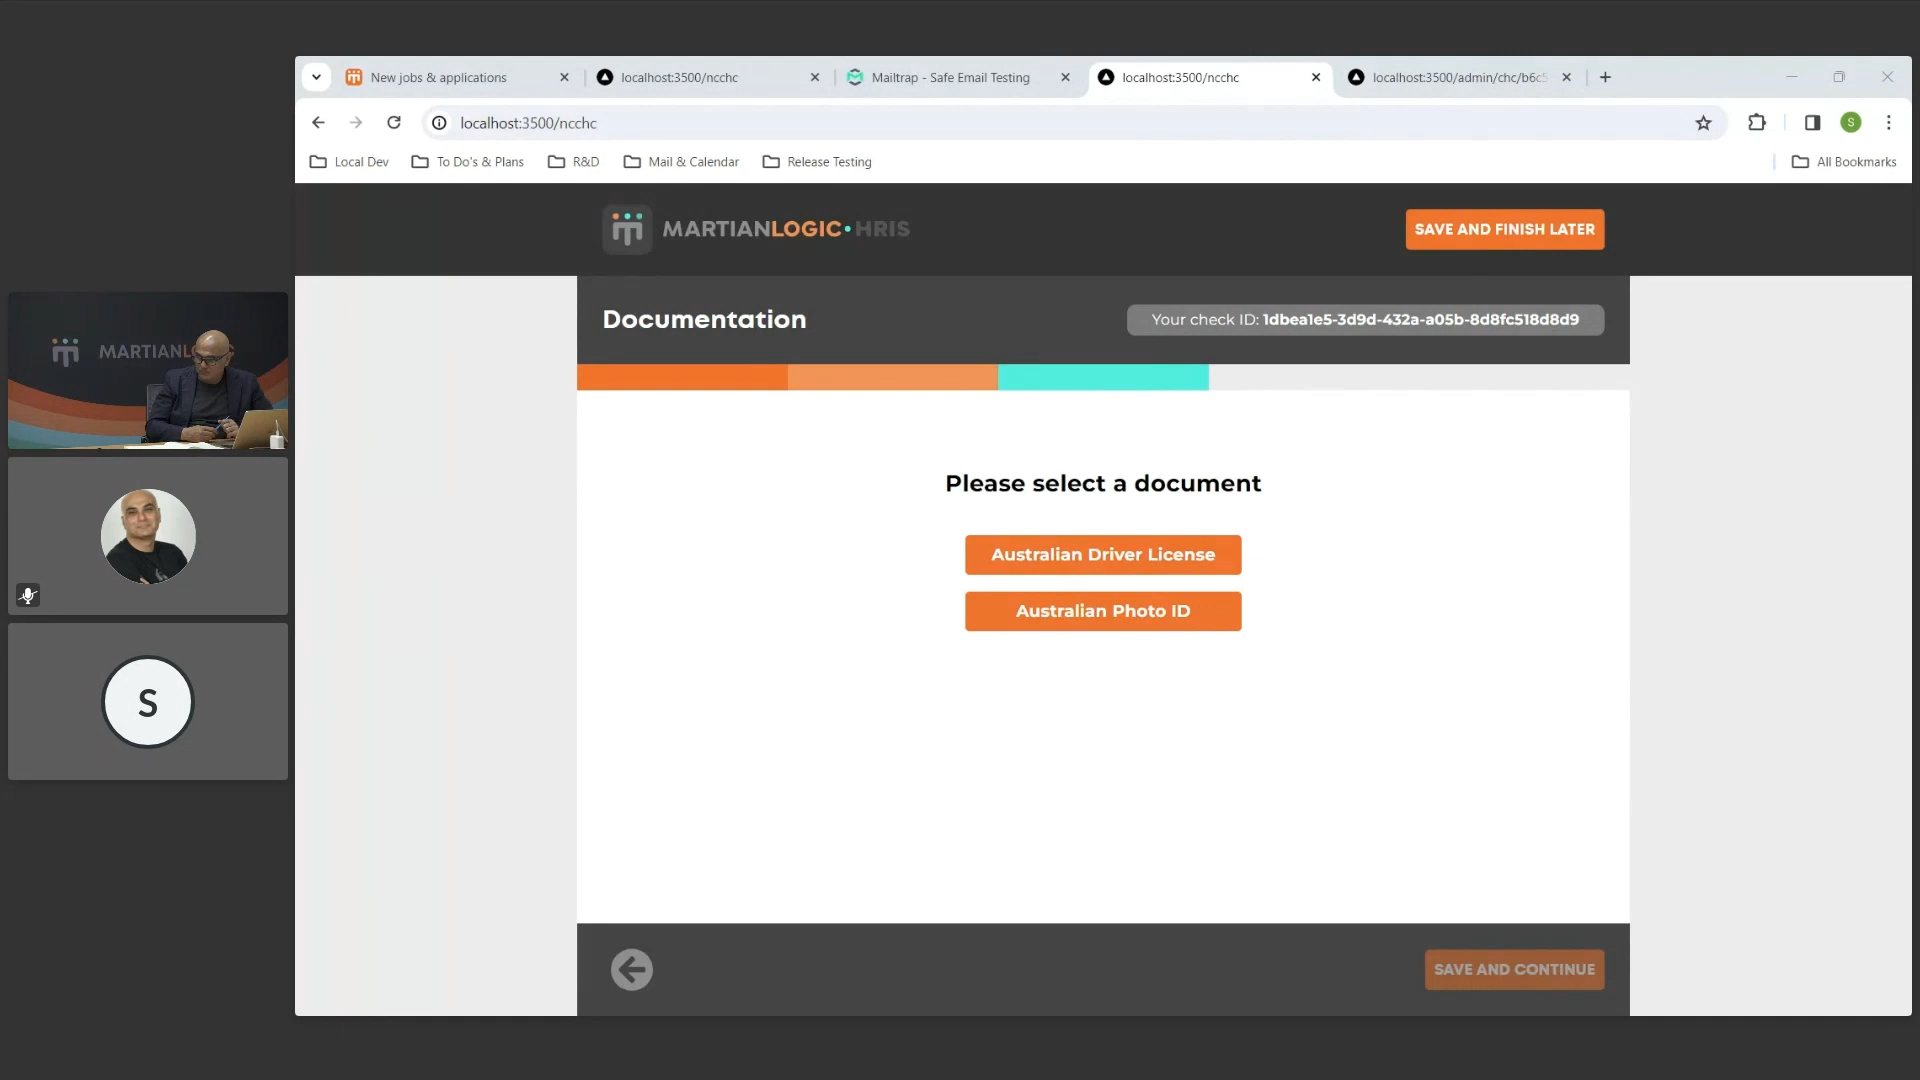 New jobs & applications
localhost:3500/ncchc
Mailtrap - Safe Email Testing
localhost:3500/ncchc
localhost:3500/admin/chc/b6c5
localhost:3500/ncchc
S
Local Dev
To Do's & Plans
R&D
Mail & Calendar
Release Testing
All Bookmarks
MARTIANLOGIC·HRIS
SAVE AND FINISH LATER
Documentation
Your check ID: 1dbea1e5-3d9d-432a-a05b-8d8fc518d8d9
MARTIANL
Please select a document
Australian Driver License
Australian Photo ID
S
SAVE AND CONTINUE